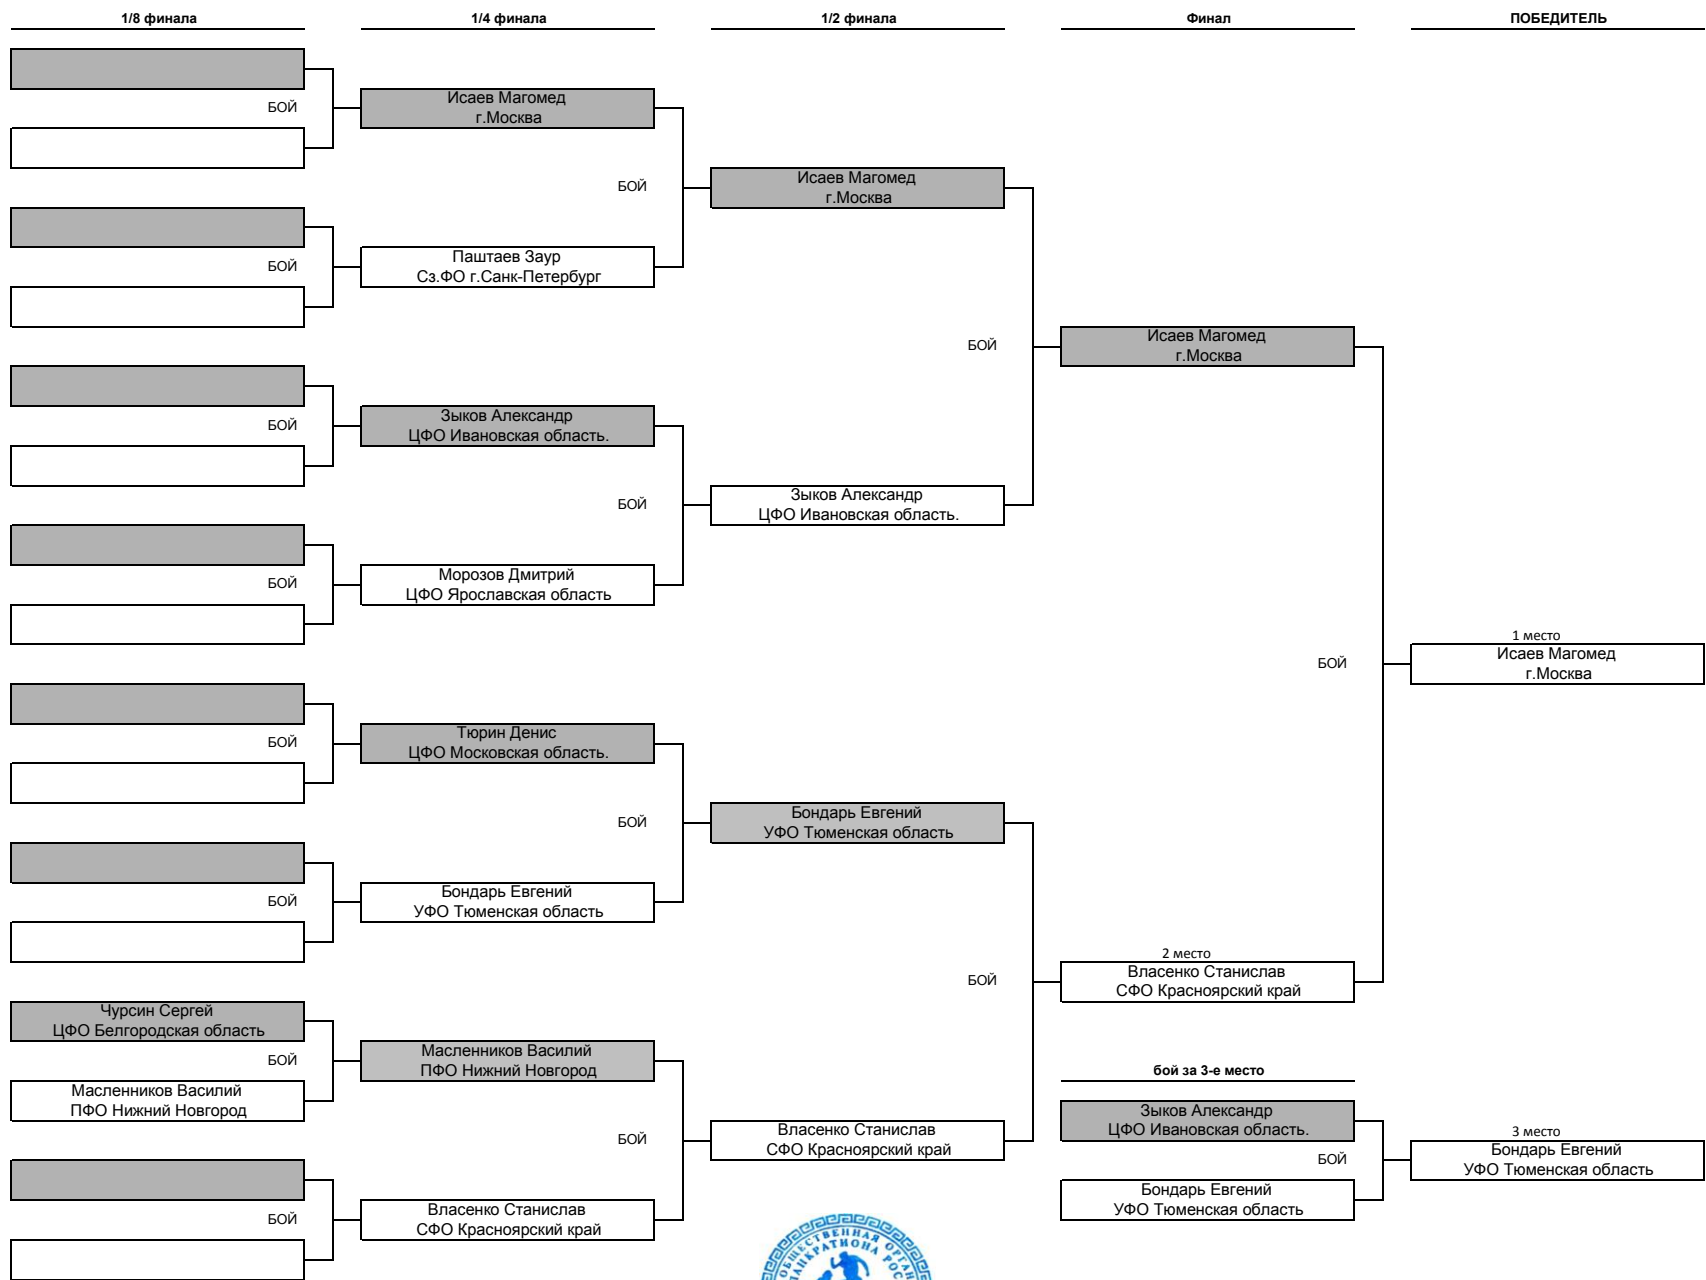 1/8 финала
1/4 финала
1/2 финала
Финал
ПОБЕДИТЕЛЬ
БОЙ
Исаев Магомед
г.Москва
БОЙ
Исаев Магомед
г.Москва
БОЙ
Паштаев Заур
Сз.ФО г.Санк-Петербург
БОЙ
Исаев Магомед
г.Москва
БОЙ
Зыков Александр
ЦФО Ивановская область.
БОЙ
Зыков Александр
ЦФО Ивановская область.
БОЙ
Морозов Дмитрий
ЦФО Ярославская область
1 место
БОЙ
Исаев Магомед
г.Москва
БОЙ
Тюрин Денис
ЦФО Московская область.
БОЙ
Бондарь Евгений
УФО Тюменская область
БОЙ
Бондарь Евгений
УФО Тюменская область
2 место
БОЙ
Власенко Станислав
СФО Красноярский край
Чурсин Сергей
ЦФО Белгородская область
БОЙ
Масленников Василий
ПФО Нижний Новгород
бой за 3-е место
Масленников Василий
ПФО Нижний Новгород
Зыков Александр
ЦФО Ивановская область.
БОЙ
Власенко Станислав
СФО Красноярский край
3 место
БОЙ
Бондарь Евгений
УФО Тюменская область
БОЙ
Власенко Станислав
СФО Красноярский край
Бондарь Евгений
УФО Тюменская область